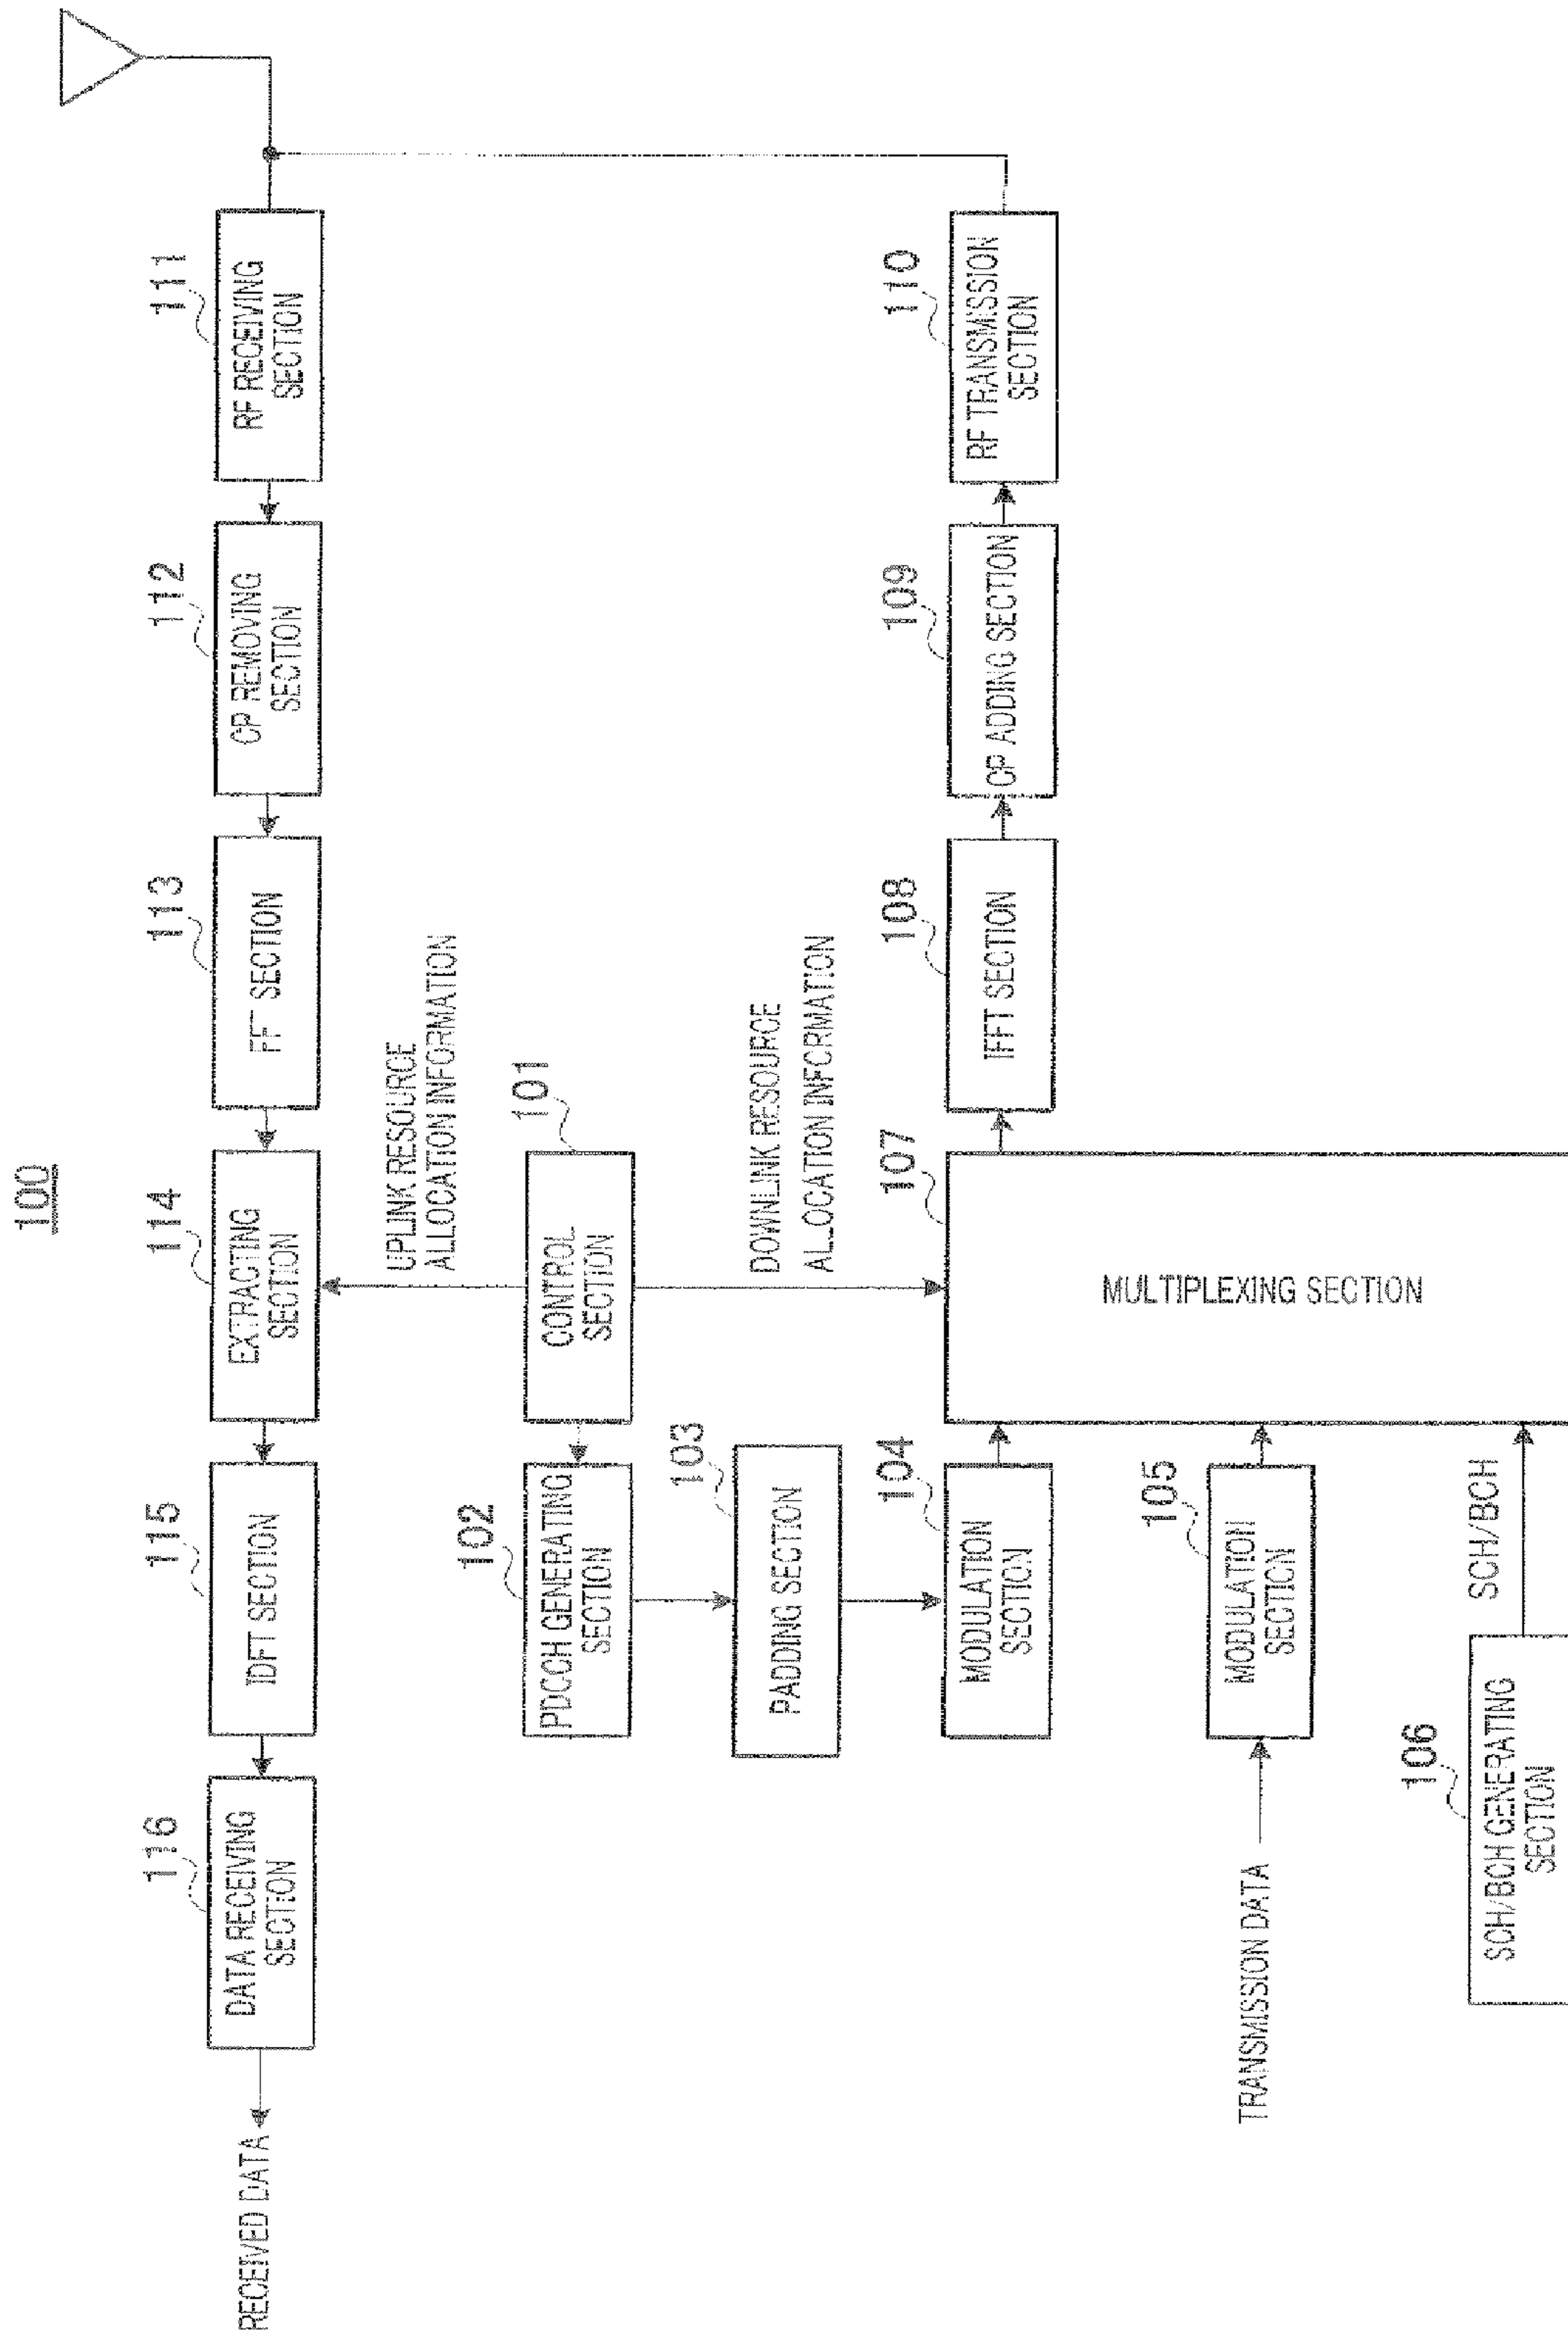 100
116
115
114
113
112
111
RECEIVED DATA
DATA RECEIVING
SECTION
IDFT SECTION
EXTRACTING
SECTION
FFT SECTION
CP REMOVING
SECTION
RF RECEIVING
SECTION
UPLINK RESOURCE
ALLOCATION INFORMATION
102
101
PDCCH GENERATING
SECTION
CONTROL
SECTION
103
PADDING SECTION
DOWNLINK RESOURCE
ALLOCATION INFORMATION
104
107
108
109
110
MODULATION
SECTION
IFFT SECTION
CP ADDING SECTION
RF TRANSMISSION
SECTION
MULTIPLEXING SECTION
105
TRANSMISSION DATA
MODULATION
SECTION
106
SCH/BCH
SCH/BCH GENERATING
SECTION